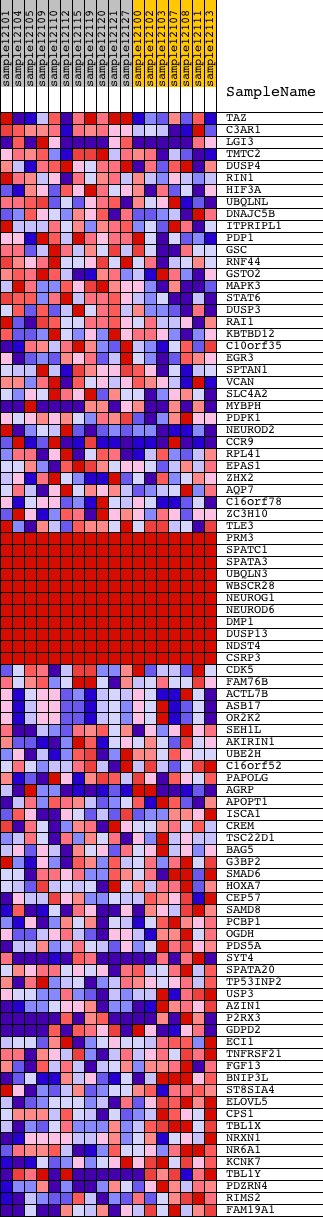 sample12101
sample12104
sample12105
sample12109
sample12110
sample12112
sample12115
sample12119
sample12120
sample12121
sample12127
sample12100
sample12102
sample12103
sample12107
sample12108
sample12111
sample12113
SampleName
TAZ
C3AR1
LGI3
TMTC2
DUSP4
RIN1
HIF3A
UBQLNL
DNAJC5B
ITPRIPL1
PDP1
GSC
RNF44
GSTO2
MAPK3
STAT6
DUSP3
RAI1
KBTBD12
C10orf35
EGR3
SPTAN1
VCAN
SLC4A2
MYBPH
PDPK1
NEUROD2
CCR9
RPL41
EPAS1
ZHX2
AQP7
C16orf78
ZC3H10
TLE3
PRM3
SPATC1
SPATA3
UBQLN3
WBSCR28
NEUROG1
NEUROD6
DMP1
DUSP13
NDST4
CSRP3
CDK5
FAM76B
ACTL7B
ASB17
OR2K2
SEH1L
AKIRIN1
UBE2H
C16orf52
PAPOLG
AGRP
APOPT1
ISCA1
CREM
TSC22D1
BAG5
G3BP2
SMAD6
HOXA7
CEP57
SAMD8
PCBP1
OGDH
PDS5A
SYT4
SPATA20
TP53INP2
USP3
AZIN1
P2RX3
GDPD2
ECI1
TNFRSF21
FGF13
BNIP3L
ST8SIA4
ELOVL5
CPS1
TBL1X
NRXN1
NR6A1
KCNK7
TBL1Y
PDZRN4
RIMS2
FAM19A1